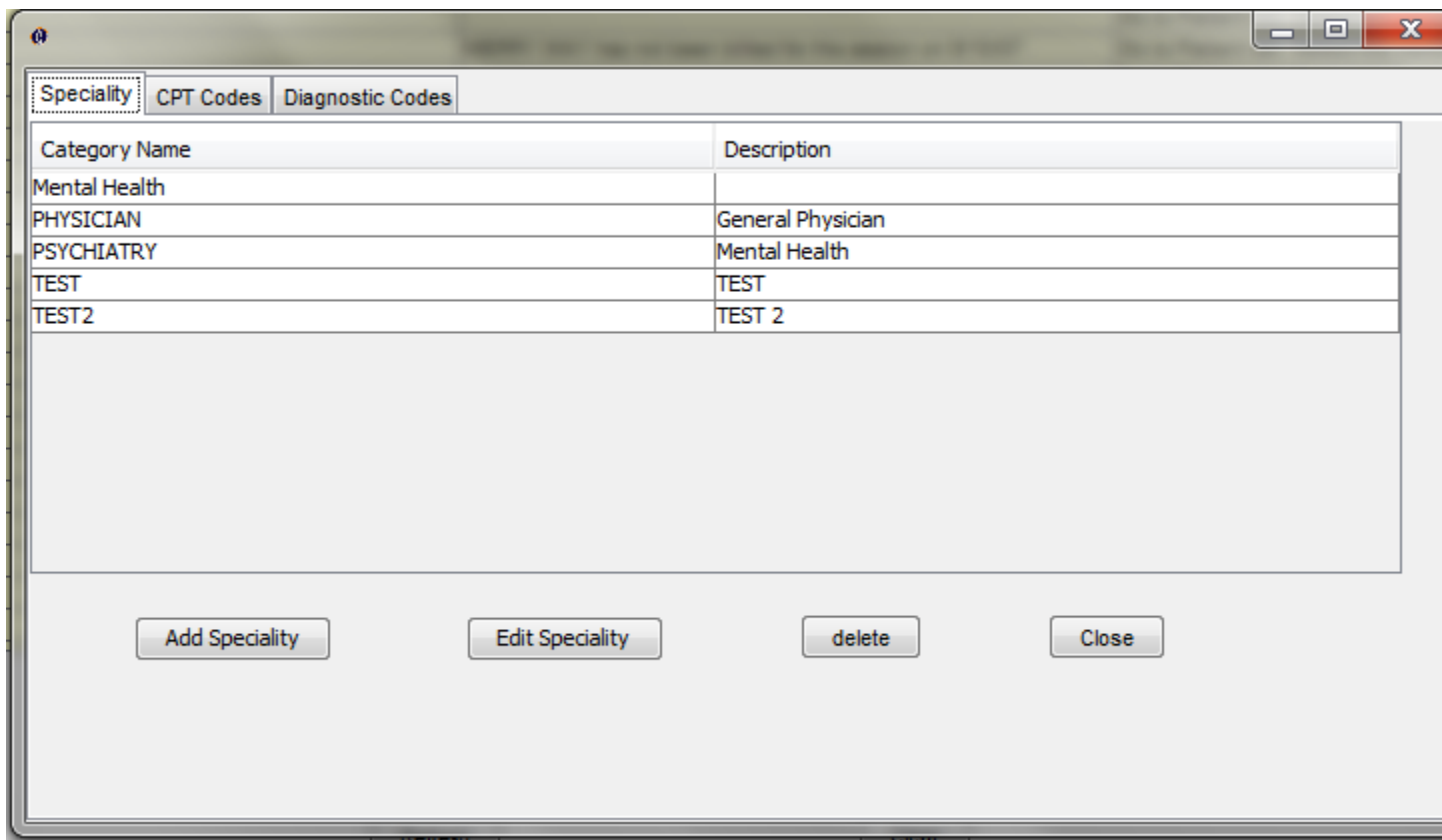 Speciality CPT Codes Diagnostic Codes
Category Name Description
Mental Health
PHYSICIAN General Physician
PSYCHIATRY Mental Health
TEST TEST
TEST2 TEST 2
Add Speciality Edit Speciality delete Close